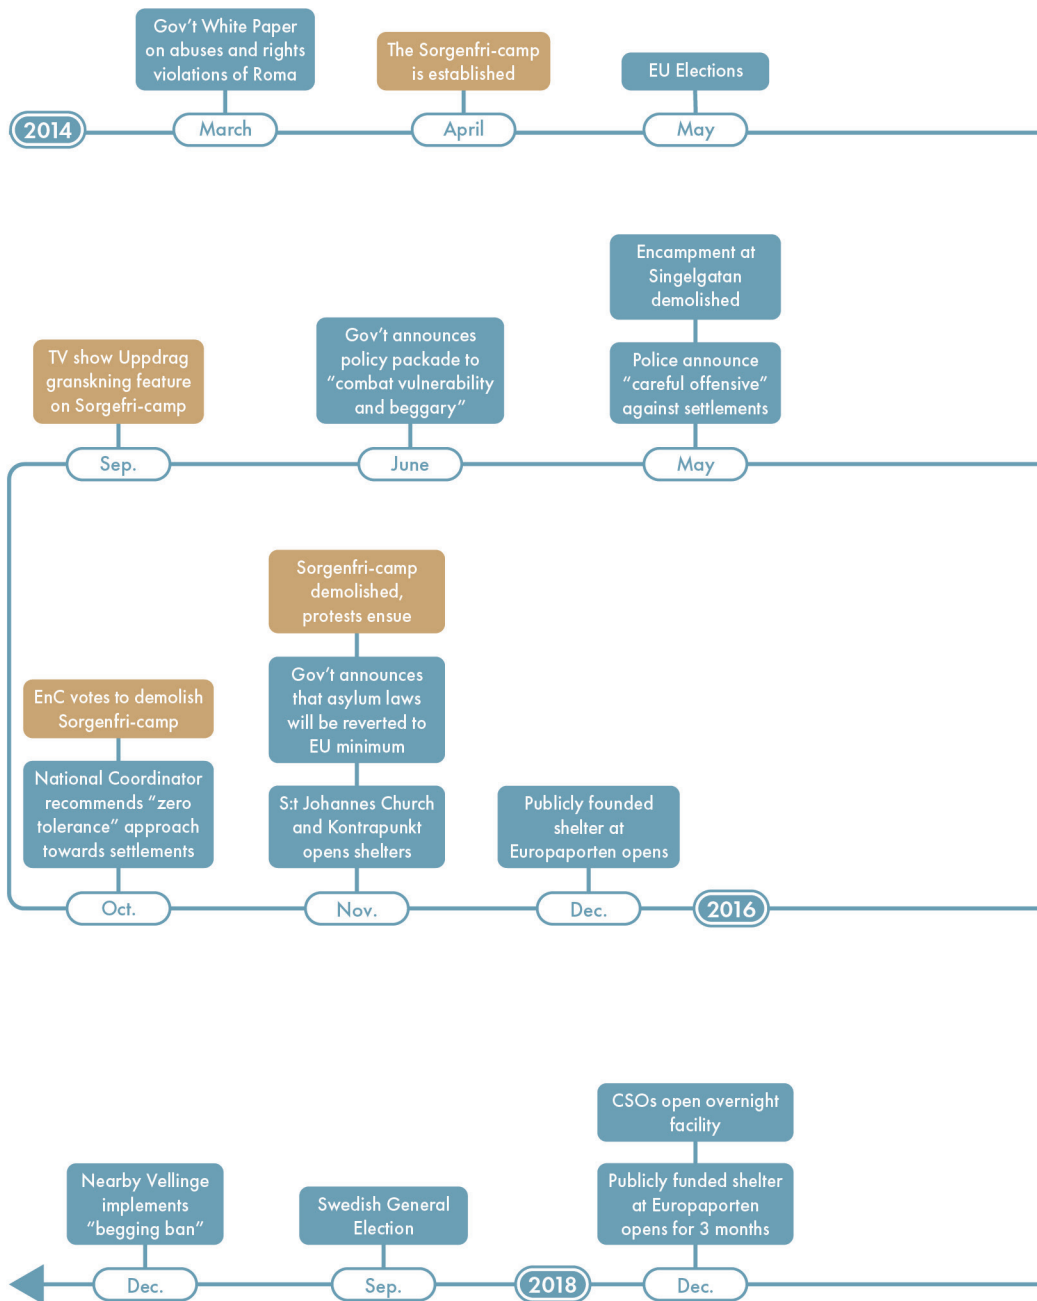 Gov't White Paper
on abuses and rights
violations of Roma
The Sorgenfri-camp
is established
EU Elections
2014
March
April
May
Encampment at
Singelgatan
demolished
TV show Uppdrag
granskning feature
on Sorgefri-camp
Gov't announces
policy packade to
“combat vulnerability
and beggary”
Police announce
“careful offensive”
against settlements
Sep.
June
May
Sorgenfri-camp
demolished,
protests ensue
EnC votes to demolish
Sorgenfri-camp
Gov't announces
that asylum laws
will be reverted to
EU minimum
National Coordinator
recommends “zero
tolerance” approach
towards settlements
S:t Johannes Church
and Kontrapunkt
opens shelters
Publicly founded
shelter at
Europaporten opens
Oct.
Nov.
Dec.
2016
CSOs open overnight
facility
Nearby Vellinge
implements
“begging ban”
Swedish General
Election
Publicly funded shelter
at Europaporten
opens for 3 months
Dec.
Sep.
2018
Dec.